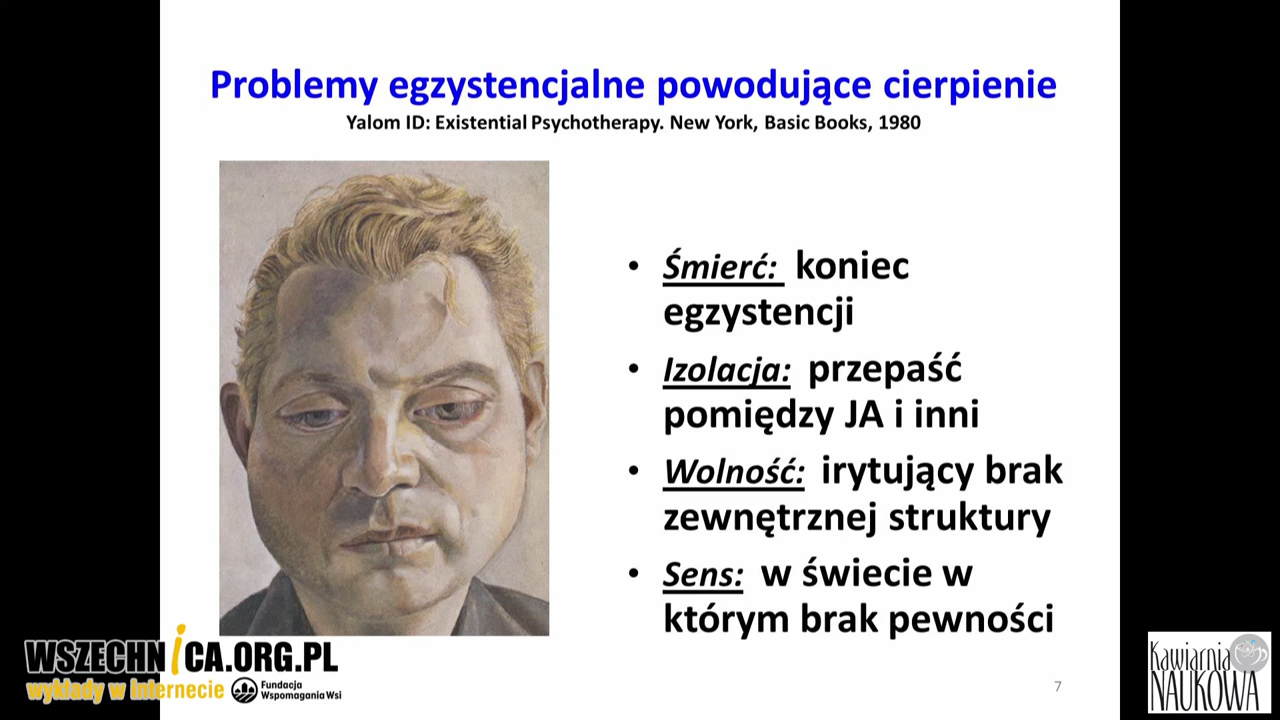 Problemy egzystencjalne powodujące cierpienie
Yalom ID: Existential Psychotherapy. New York, Basic Books, 1980
• Śmierć: koniec
egzystencji
• Izolacja: przepaść
pomiędzy JA i inni
• Wolność: irytujący brak
zewnętrznej struktury
• Sens: w świecie w
którym brak pewności
WSZECHNiCA.ORG.PL
wykłady w internecie
Fundacja
Wspomagania Wsi
7
Kawiarnia
NAUKOWA